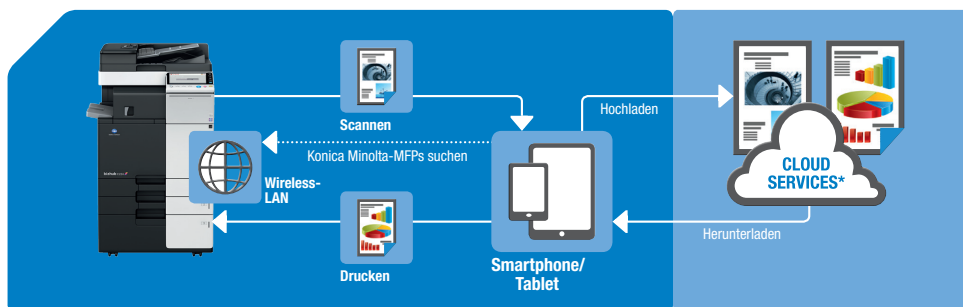 Scannen
Hochladen
Konica Minolta-MFPs suchen
CLOUD
SERVICES*
Wireless-
LAN
Herunterladen
Drucken
Smartphone/
Tablet